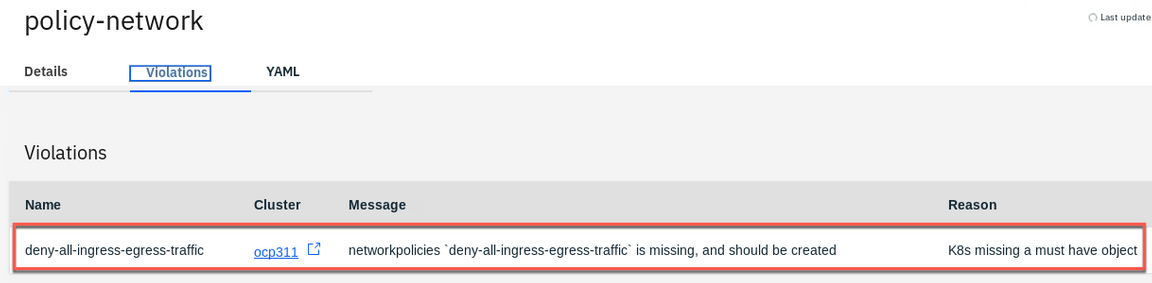 policy-network
Last update
Details Violations YAML
Violations
Name Cluster Message Reason
deny-all-ingress-egress-traffic ocp311 networkpolicies `deny-all-ingress-egress-traffic` is missing, and should be created K8s missing a must have object